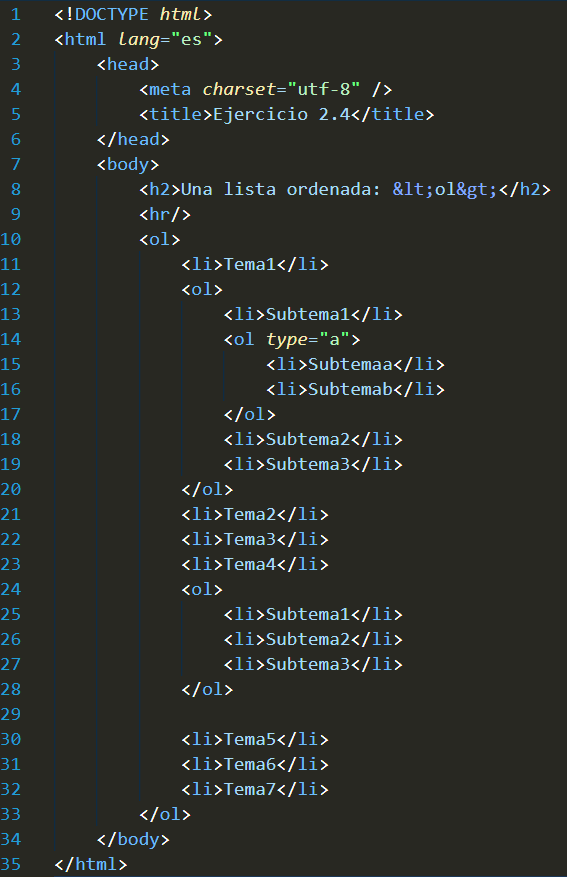 1 <!DOCTYPE html>
2 <html lang="es">
3     <head>
4         <meta charset="utf-8" />
5         <title>Ejercicio 2.4</title>
6     </head>
7     <body>
8         <h2>Una lista ordenada: &lt;ol&gt;</h2>
9         <hr/>
10         <ol>
11             <li>Tema1</li>
12             <ol>
13                 <li>Subtema1</li>
14                 <ol type="a">
15                     <li>Subtemaa</li>
16                     <li>Subtemab</li>
17                 </ol>
18                 <li>Subtema2</li>
19                 <li>Subtema3</li>
20             </ol>
21             <li>Tema2</li>
22             <li>Tema3</li>
23             <li>Tema4</li>
24             <ol>
25                 <li>Subtema1</li>
26                 <li>Subtema2</li>
27                 <li>Subtema3</li>
28             </ol>
29
30             <li>Tema5</li>
31             <li>Tema6</li>
32             <li>Tema7</li>
33         </ol>
34     </body>
35 </html>